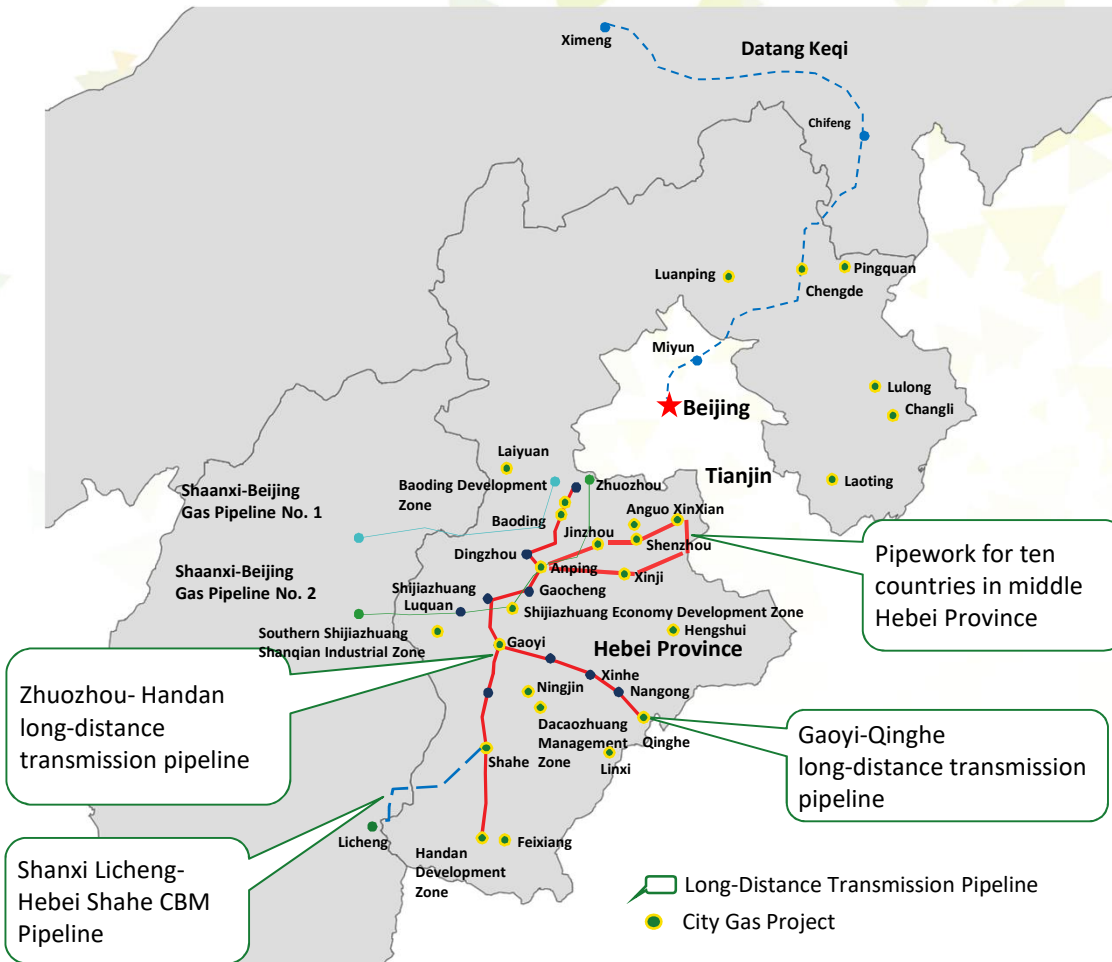 Ximeng
Datang Keqi
Chifeng
Luanping
Pingquan
Chengde
Miyun
Lulong
Changli
Beijing
Laiyuan
Tianjin
Laoting
Shaanxi-Beijing
Gas Pipeline No. 1
Baoding Development
Zone
Zhuozhou
Baoding
Anguo XinXian
Jinzhou
Shenzhou
Dingzhou
Pipework for ten
countries in middle
Hebei Province
Shaanxi-Beijing
Gas Pipeline No. 2
Anping
Xinji
Shijiazhuang
Gaocheng
Luquan
Shijiazhuang Economy Development Zone
Southern Shijiazhuang
Shanqian Industrial Zone
Hengshui
Gaoyi
Hebei Province
Xinhe
Zhuozhou- Handan
long-distance
transmission pipeline
Ningjin
Nangong
Dacaozhuang
Management
Zone
Qinghe
Gaoyi-Qinghe
long-distance transmission
pipeline
Shahe
Linxi
Licheng
Feixiang
Handan
Development
Zone
Shanxi Licheng-
Hebei Shahe CBM
Pipeline
Long-Distance Transmission Pipeline
City Gas Project